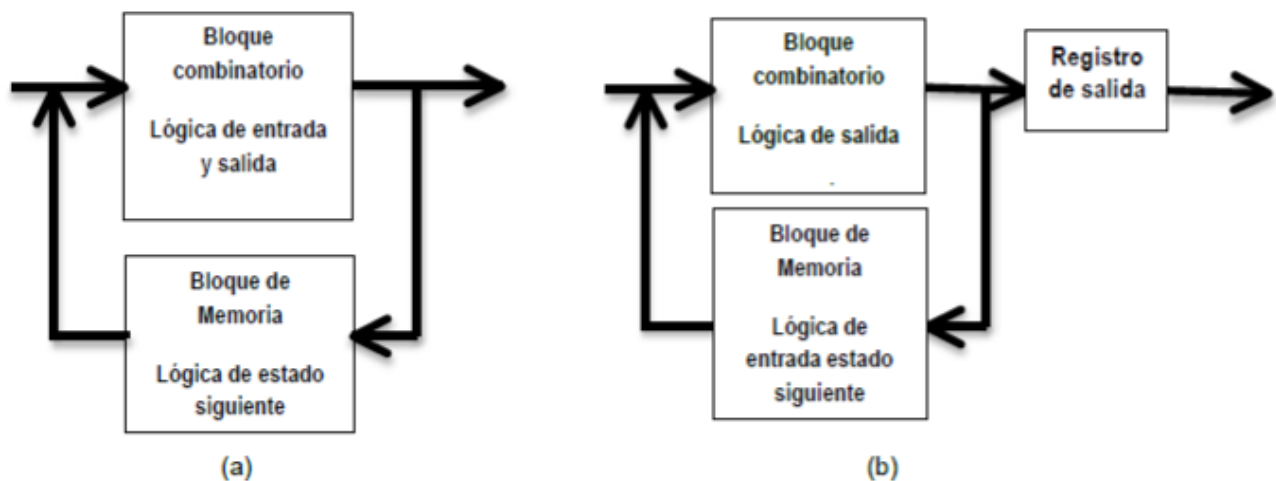 Bloque
combinatorio
Lógica de entrada
y salida
Bloque de
Memoria
Lógica de estado
siguiente
(a)
Bloque
combinatorio
Lógica de salida
Bloque de
Memoria
Lógica de
entrada estado
siguiente
Registro
de salida
(b)